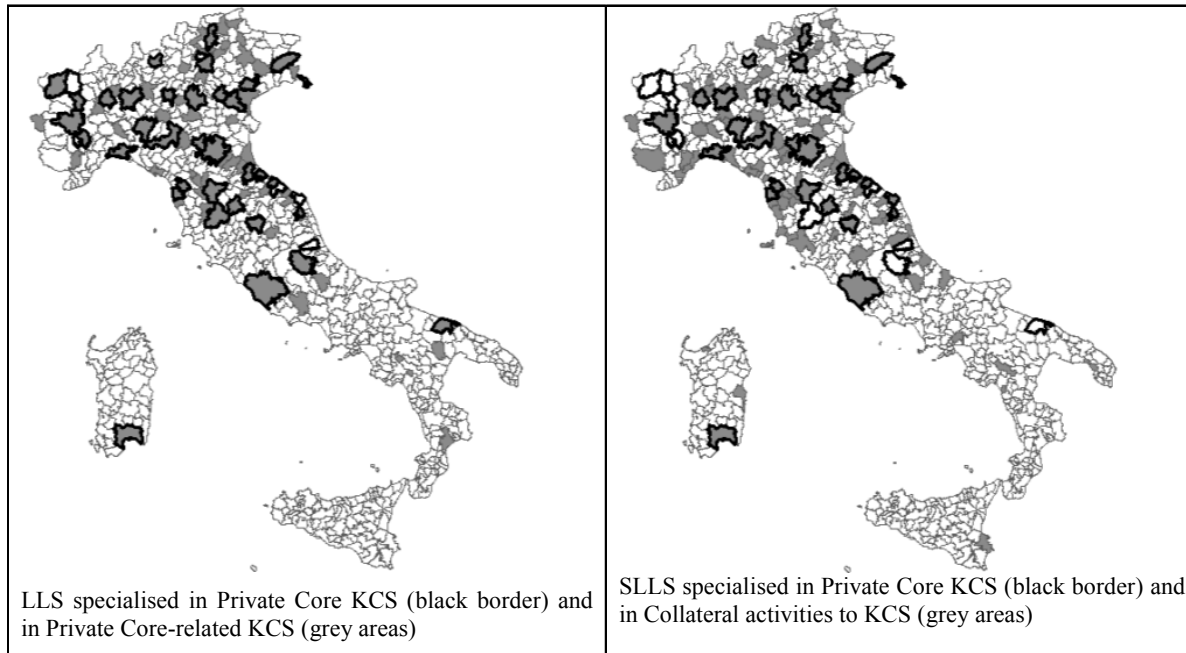 LLS specialised in Private Core KCS (black border) and
in Private Core-related KCS (grey areas)
SLLS specialised in Private Core KCS (black border) and
in Collateral activities to KCS (grey areas)